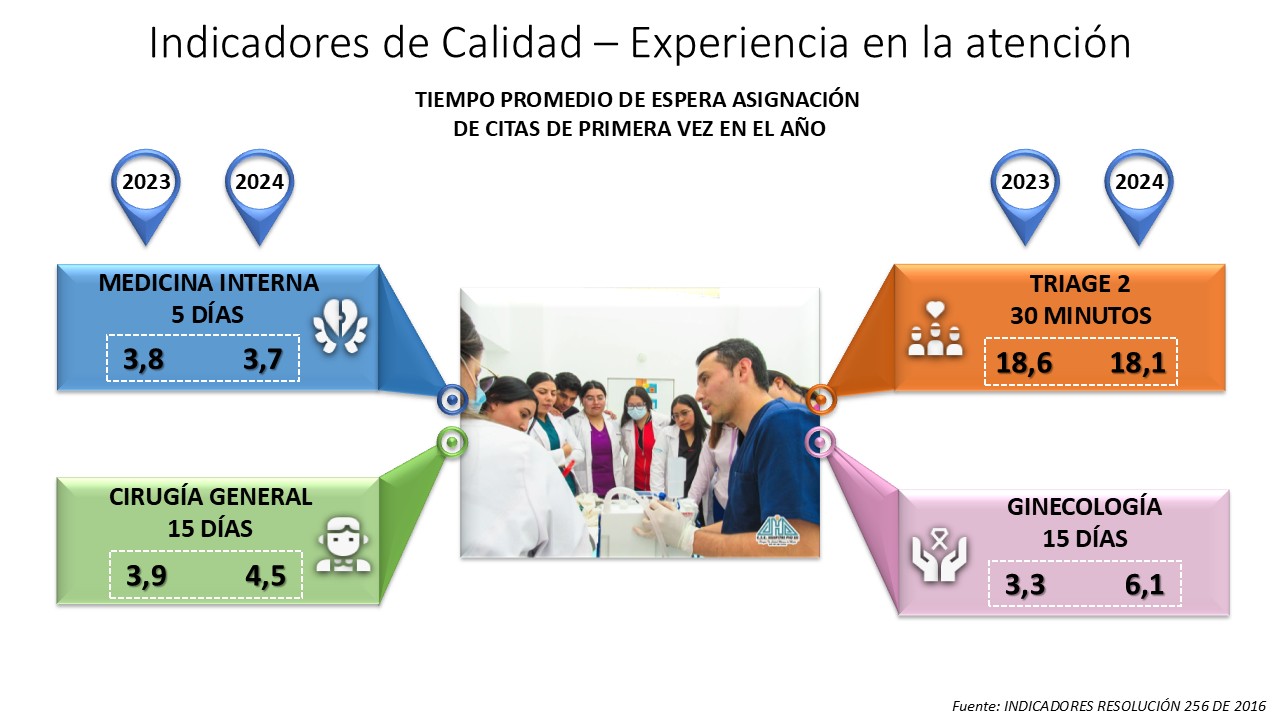 Indicadores de Calidad – Experiencia en la atención
TIEMPO PROMEDIO DE ESPERA ASIGNACIÓN
DE CITAS DE PRIMERA VEZ EN EL AÑO
2023 2024
MEDICINA INTERNA
5 DÍAS
3,8 3,7
CIRUGÍA GENERAL
15 DÍAS
3,9 4,5
2023 2024
TRIAGE 2
30 MINUTOS
18,6 18,1
GINECOLOGÍA
15 DÍAS
3,3 6,1
Fuente: INDICADORES RESOLUCIÓN 256 DE 2016